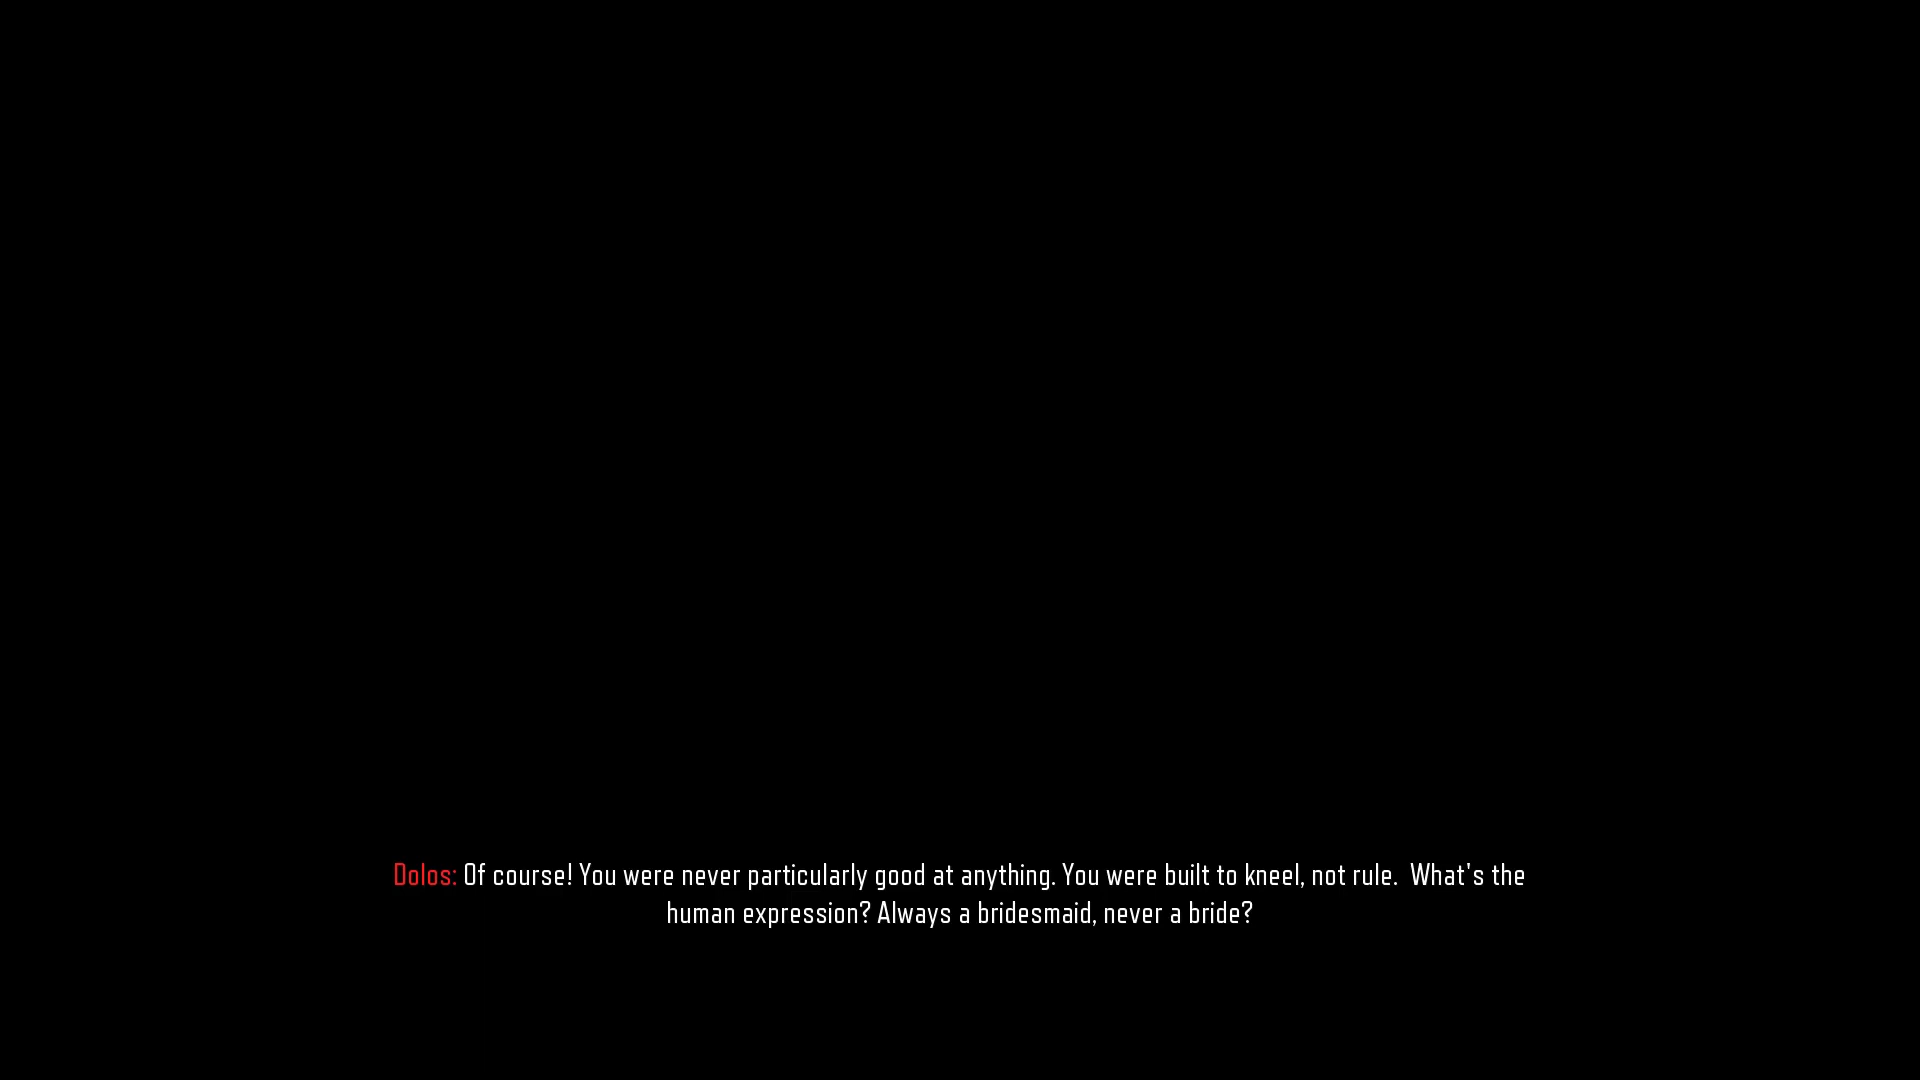 Dolos: Of course! You were never particularly good at anything. You were built to kneel, not rule.  What's the
human expression? Always a bridesmaid, never a bride?